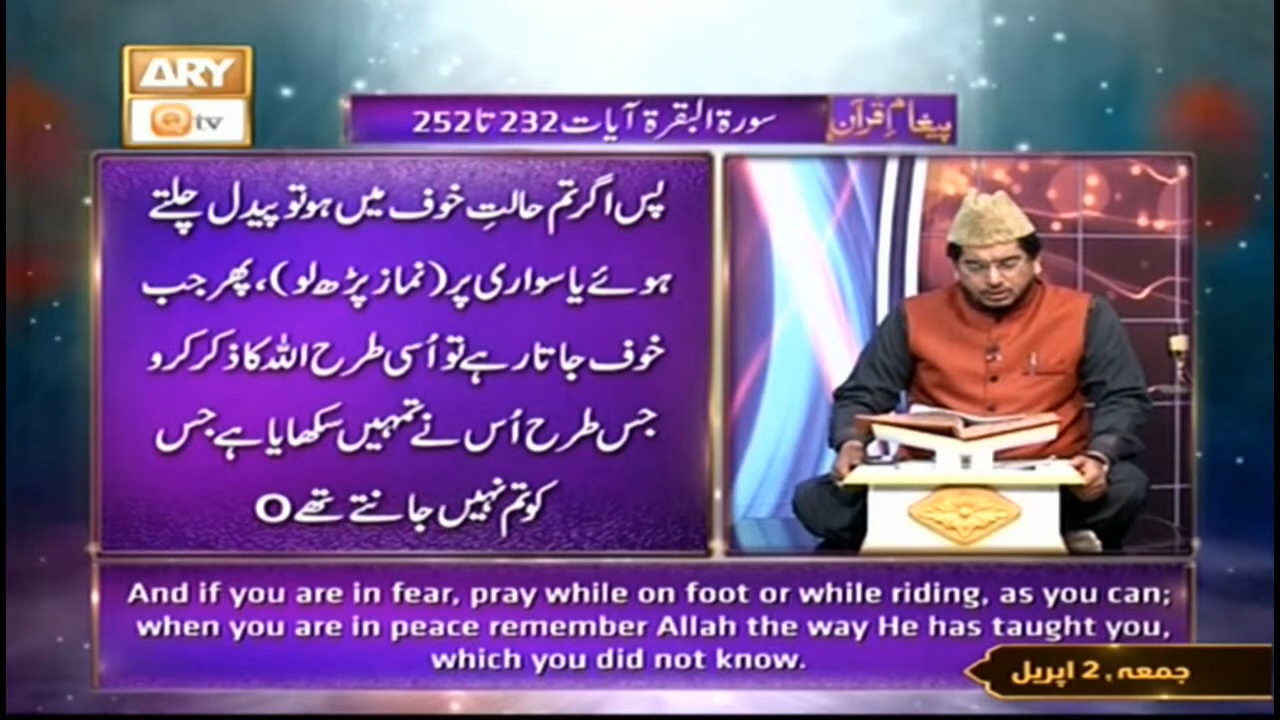 ARY
Qtv
پیغامِ قرآن
سورۃ البقرۃ آیات 232 تا 252
پس اگر تم حالتِ خوف میں ہو تو پیدل چلتے
ہوئے یا سواری پر (نماز پڑھ لو)، پھر جب
خوف جاتا رہے تو اُسی طرح اللہ کا ذکر کرو
جس طرح اُس نے تمہیں سکھایا ہے جس
کو تم نہیں جانتے تھے O
And if you are in fear, pray while on foot or while riding, as you can;
when you are in peace remember Allah the way He has taught you,
which you did not know.
جمعہ، 2 اپریل